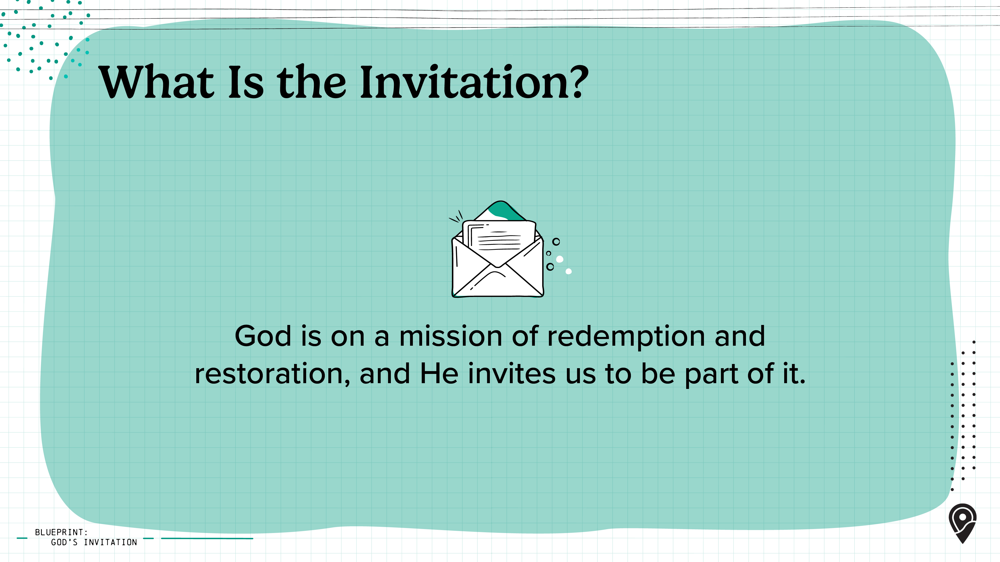 What Is the Invitation?
God is on a mission of redemption and
restoration, and He invites us to be part of it.
BLUEPRINT:
GOD'S INVITATION